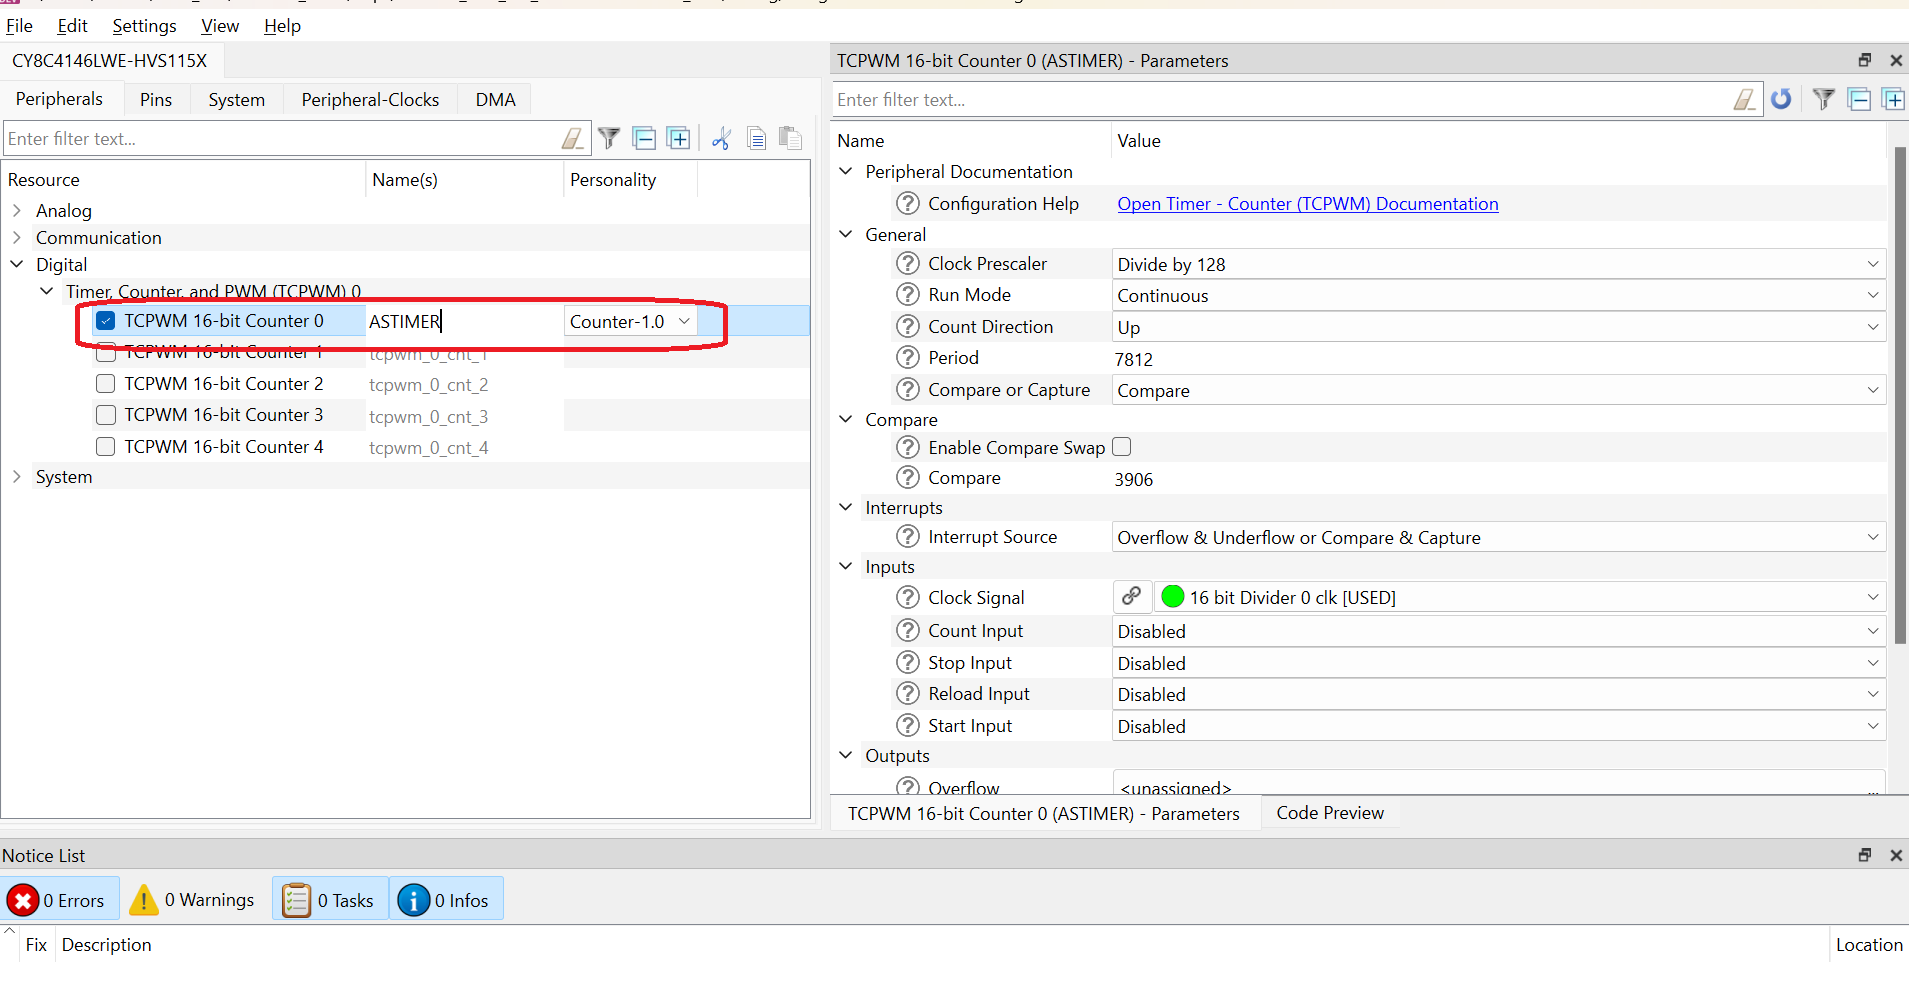 File Edit Settings View Help
CY8C4146LWE-HVS115X
Peripherals Pins System Peripheral-Clocks DMA
Enter filter text...
Resource Name(s) Personality
Analog
Communication
Digital
Timer, Counter, and PWM (TCPWM) 0
TCPWM 16-bit Counter 0 ASTIMER Counter-1.0
TCPWM 16-bit Counter 1 tcpwm_0_cnt_1
TCPWM 16-bit Counter 2 tcpwm_0_cnt_2
TCPWM 16-bit Counter 3 tcpwm_0_cnt_3
TCPWM 16-bit Counter 4 tcpwm_0_cnt_4
System
TCPWM 16-bit Counter 0 (ASTIMER) - Parameters
Enter filter text...
Name Value
Peripheral Documentation
Configuration Help Open Timer - Counter (TCPWM) Documentation
General
Clock Prescaler Divide by 128
Run Mode Continuous
Count Direction Up
Period 7812
Compare or Capture Compare
Compare
Enable Compare Swap
Compare 3906
Interrupts
Interrupt Source Overflow & Underflow or Compare & Capture
Inputs
Clock Signal 16 bit Divider 0 clk [USED]
Count Input Disabled
Stop Input Disabled
Reload Input Disabled
Start Input Disabled
Outputs
Overflow <unassigned> ...
TCPWM 16-bit Counter 0 (ASTIMER) - Parameters Code Preview
Notice List
0 Errors 0 Warnings 0 Tasks 0 Infos
Fix Description Location